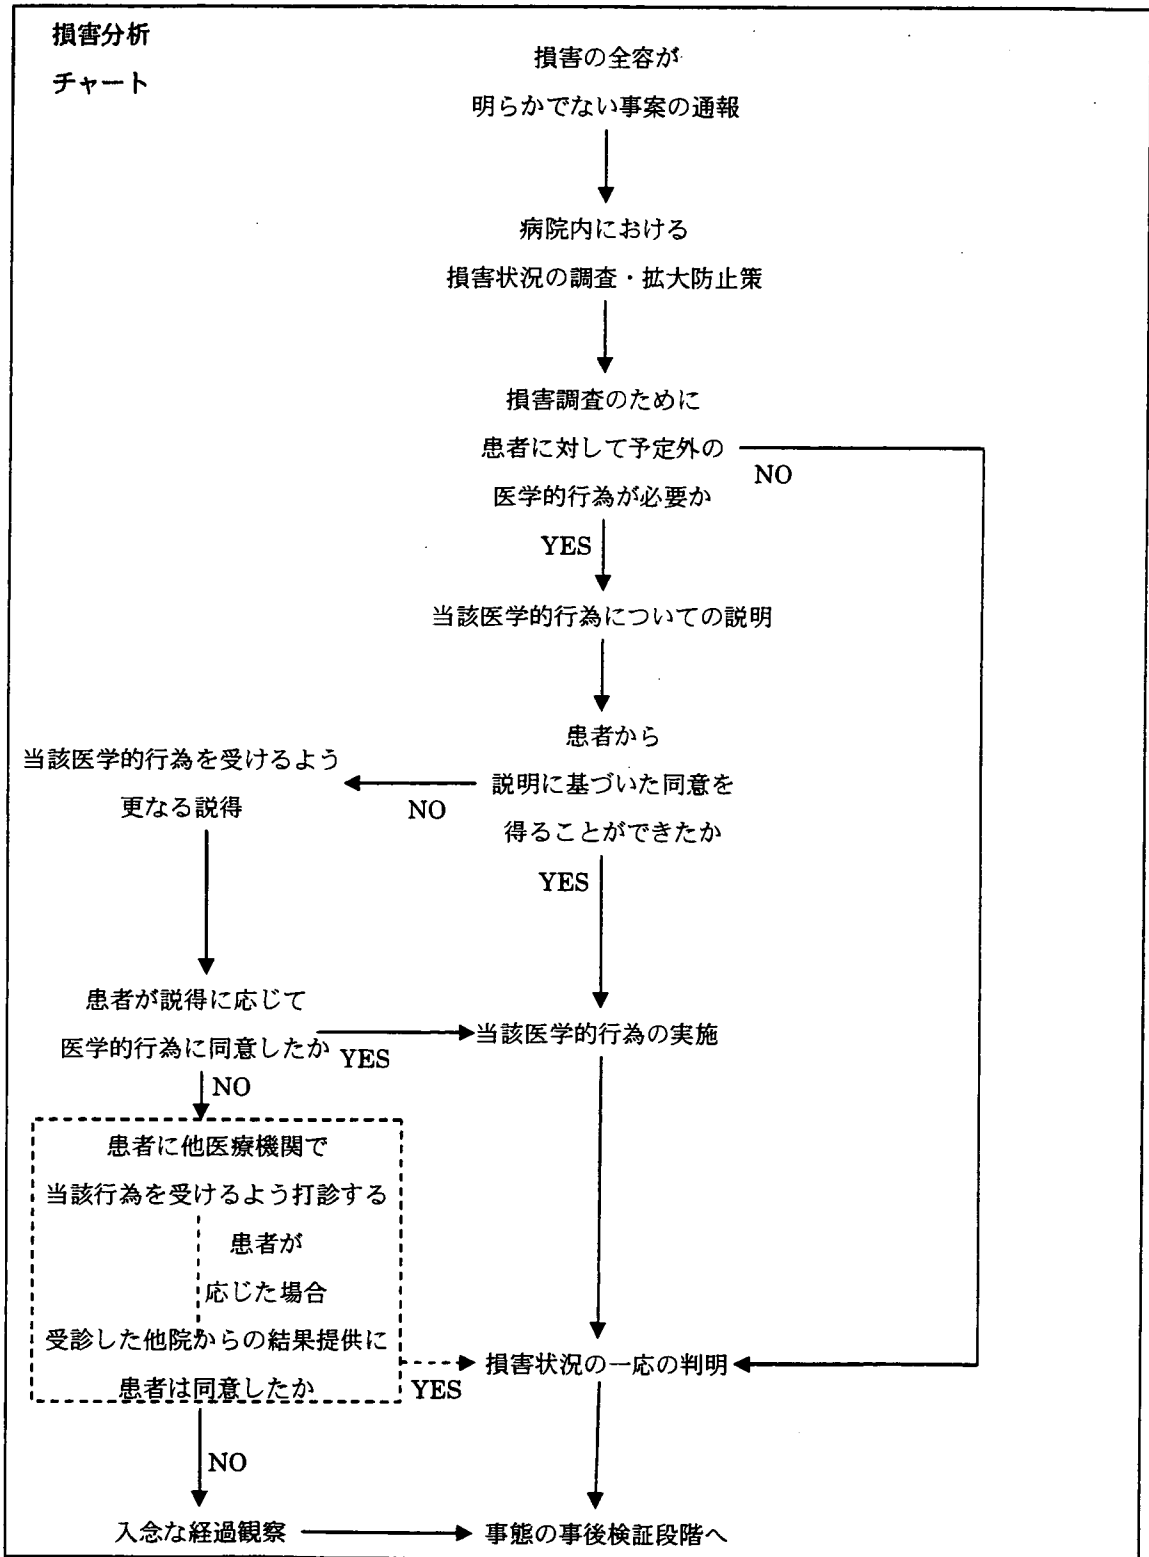 損害分析
チャート
損害の全容が
明らかでない事案の通報
病院内における
損害状況の調査・拡大防止策
損害調査のために
患者に対して予定外の
医学的行為が必要か
NO
YES
当該医学的行為についての説明
患者から
説明に基づいた同意を
得ることができたか
NO
YES
当該医学的行為を受けるよう
更なる説得
患者が説得に応じて
医学的行為に同意したか
YES
当該医学的行為の実施
NO
患者に他医療機関で
当該行為を受けるよう打診する
患者が
応じた場合
受診した他院からの結果提供に
患者は同意したか
YES
損害状況の一応の判明
NO
入念な経過観察
事態の事後検証段階へ